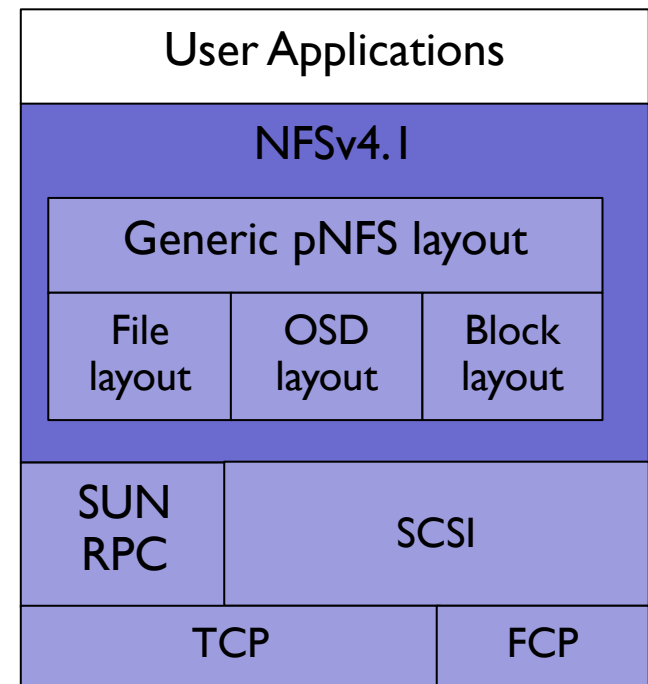 User Applications
NFSv4.1
Generic pNFS layout
File
layout
OSD
layout
Block
layout
SUN
RPC
SCSI
TCP
FCP